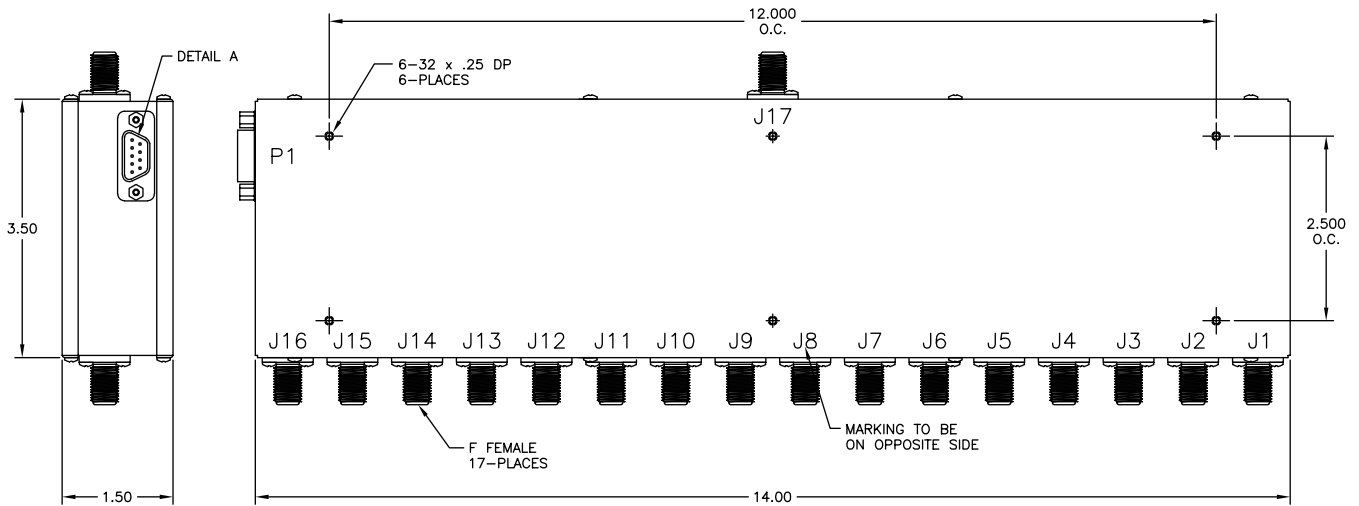 12.000
O.C.
DETAIL A
6-32 x .25 DP
6-PLACES
J17
P1
3.50
2.500
O.C.
J16 J15 J14 J13 J12 J11 J10 J9 J8 J7 J6 J5 J4 J3 J2 J1
MARKING TO BE
ON OPPOSITE SIDE
F FEMALE
17-PLACES
1.50
14.00